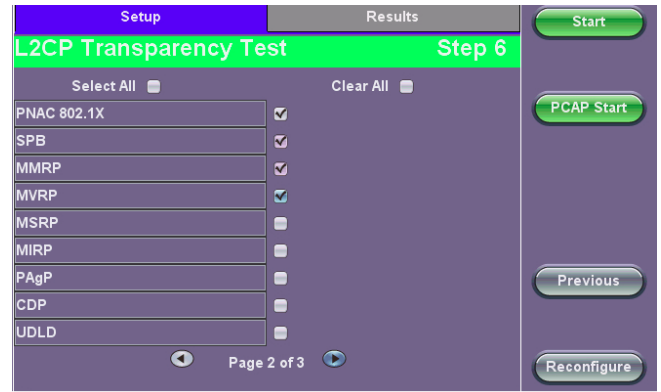 Setup Results Start
L2CP Transparency Test Step 6
Select All Clear All
PNAC 802.1X
PCAP Start
SPB
MMRP
MVRP
MSRP
MIRP
PAgP
Previous
CDP
UDLD
Page 2 of 3
Reconfigure